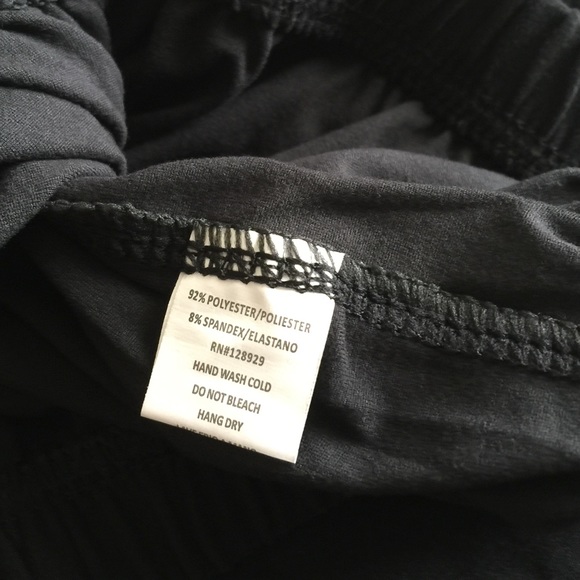 92% POLYESTER/POLIESTER
8% SPANDEX/ELASTANO
RN#128929
HAND WASH COLD
DO NOT BLEACH
HANG DRY